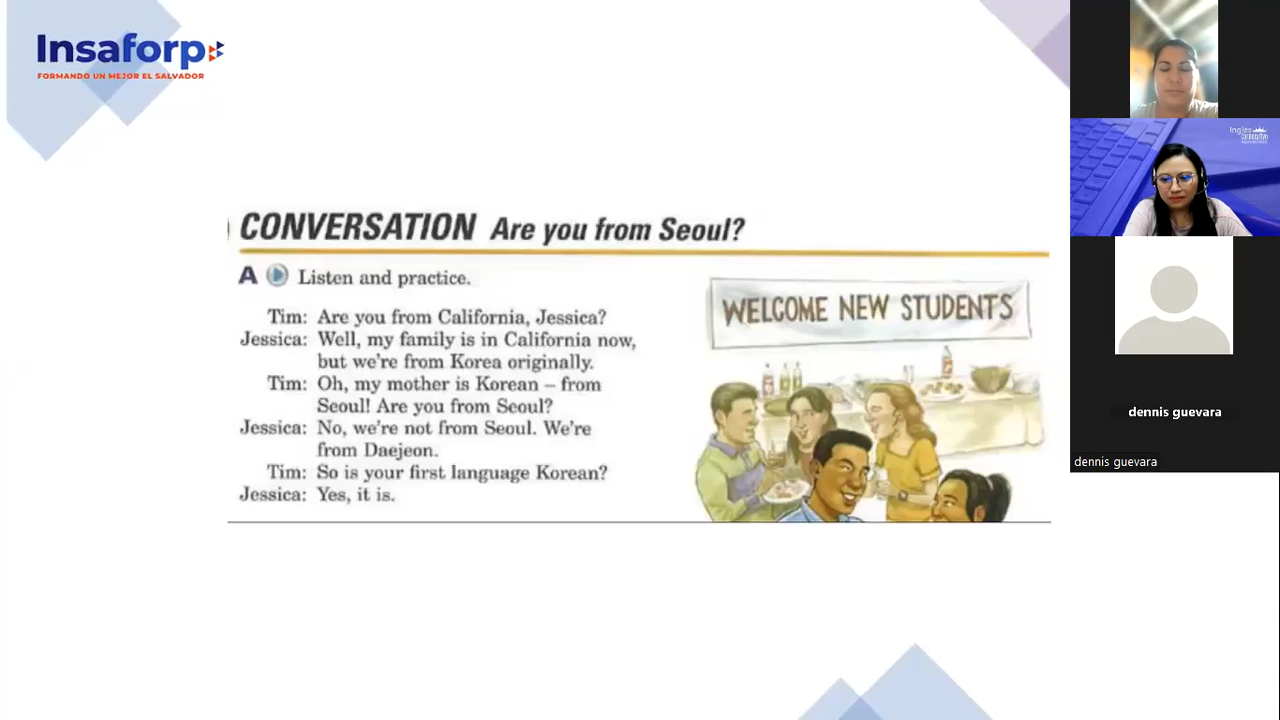 Insaforp
FORMANDO UN MEJOR EL SALVADOR
CONVERSATION Are you from Seoul?
A Listen and practice.
Tim: Are you from California, Jessica?
Jessica: Well, my family is in California now,
but we're from Korea originally.
Tim: Oh, my mother is Korean – from
Seoul! Are you from Seoul?
Jessica: No, we're not from Seoul. We're
from Daejeon.
Tim: So is your first language Korean?
Jessica: Yes, it is.
WELCOME NEW STUDENTS
dennis guevara
dennis guevara